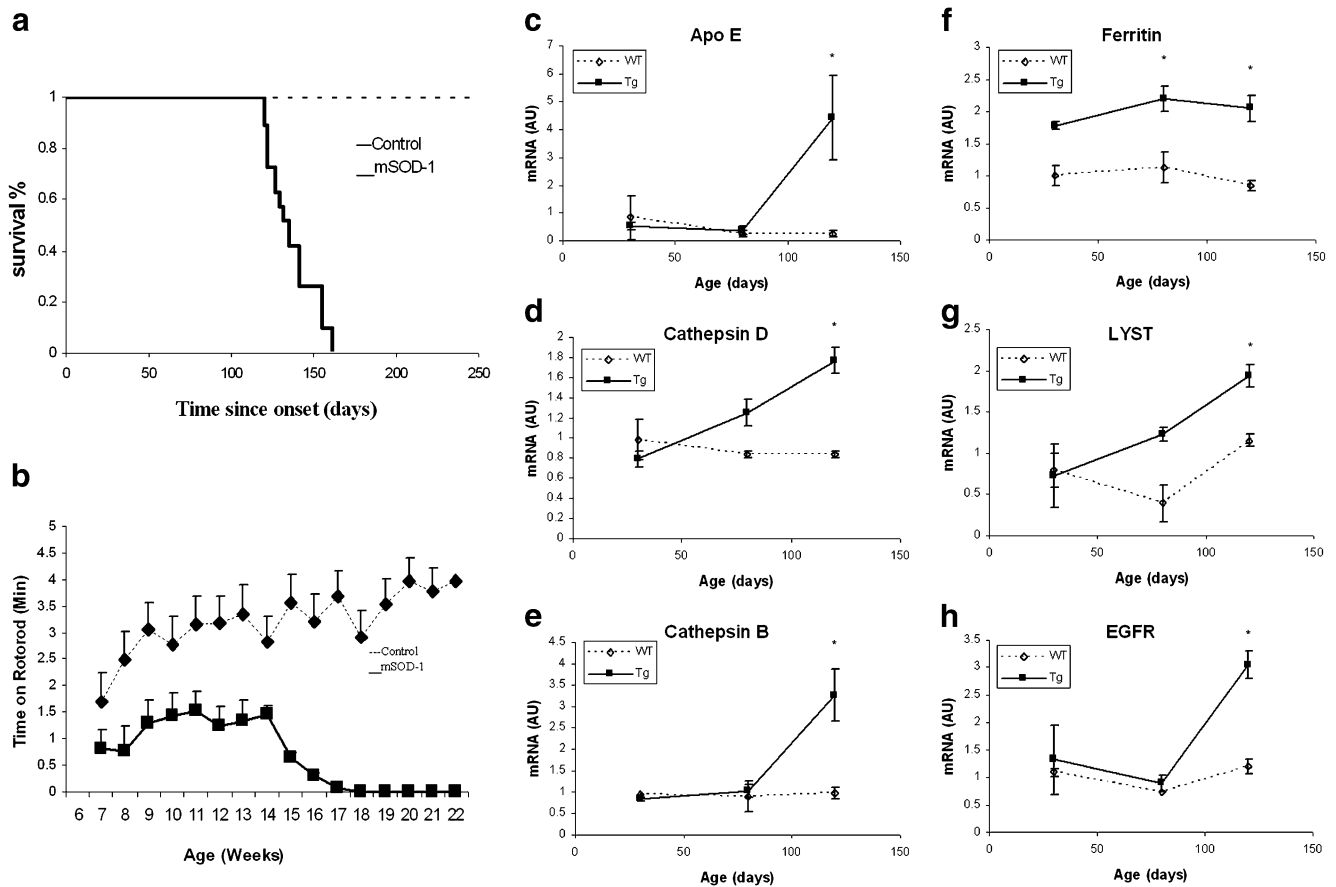 a
survival %
1
0.8
0.6
0.4
0.2
0
0 50 100 150 200 250
Time since onset (days)
Control
mSOD-1
b
Time on Rotorod (Min)
5
4.5
4
3.5
3
2.5
2
1.5
1
0.5
0
6 7 8 9 10 11 12 13 14 15 16 17 18 19 20 21 22
Age (Weeks)
Control
mSOD-1
c
Apo E
WT
Tg
*
mRNA (AU)
7
6
5
4
3
2
1
0
0 50 100 150
Age (days)
d
Cathepsin D
WT
Tg
*
mRNA (AU)
2
1.8
1.6
1.4
1.2
1
0.8
0.6
0.4
0.2
0
0 50 100 150
Age (days)
e
Cathepsin B
WT
Tg
*
mRNA (AU)
4.5
4
3.5
3
2.5
2
1.5
1
0.5
0
0 50 100 150
Age (days)
f
Ferritin
WT
Tg
* *
mRNA (AU)
3
2.5
2
1.5
1
0.5
0
0 50 100 150
Age (days)
g
LYST
WT
Tg
*
mRNA (AU)
2.5
2
1.5
1
0.5
0
0 50 100 150
Age (days)
h
EGFR
WT
Tg
*
mRNA (AU)
3.5
3
2.5
2
1.5
1
0.5
0
0 50 100 150
Age (days)